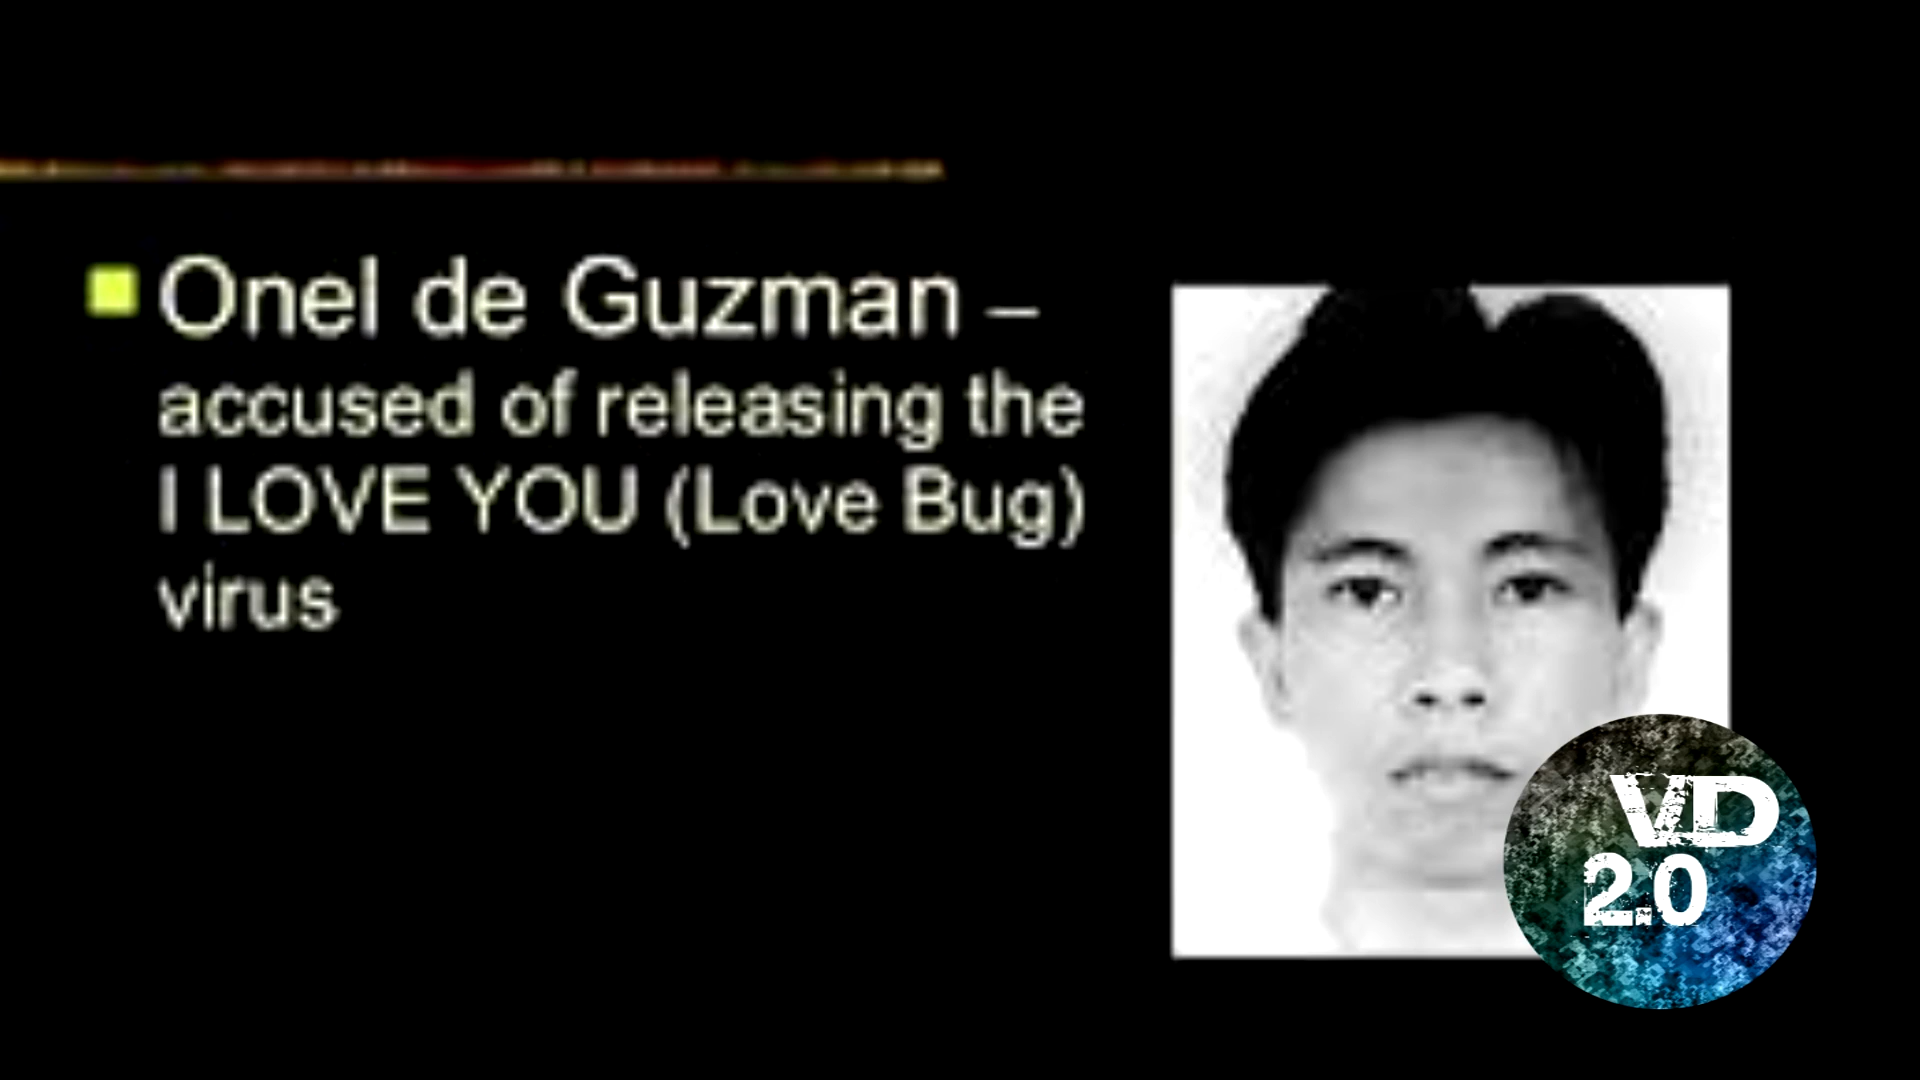 Onel de Guzman –
accused of releasing the
I LOVE YOU (Love Bug)
virus
VD
2.0